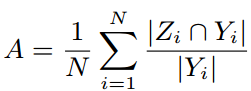 A = \frac{1}{N} \sum_{i=1}^{N} \frac{|Z_i \cap Y_i|}{|Y_i|}